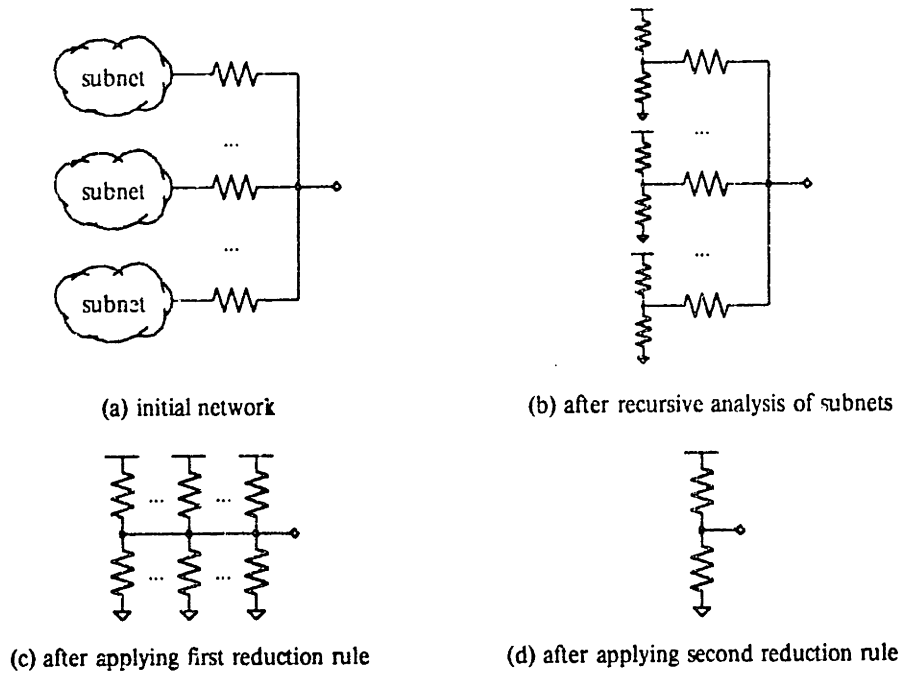 subnet
...
subnet
...
subnet
...
...
(a) initial network
(b) after recursive analysis of subnets
... ...
... ...
(c) after applying first reduction rule
(d) after applying second reduction rule